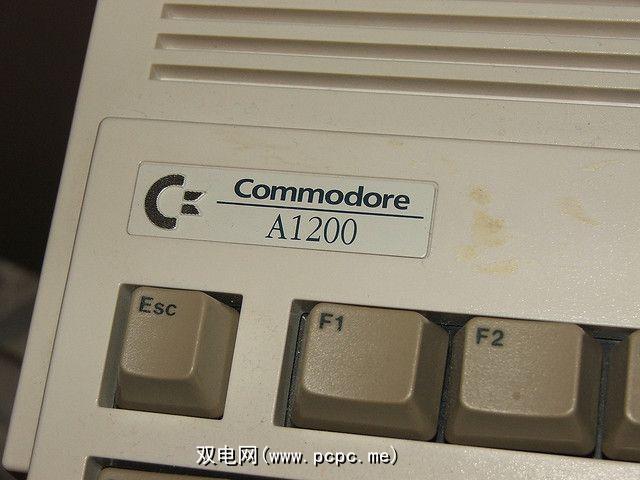 Commodore
A1200
Esc
F1
F2
双电网(www.pcpc.me)